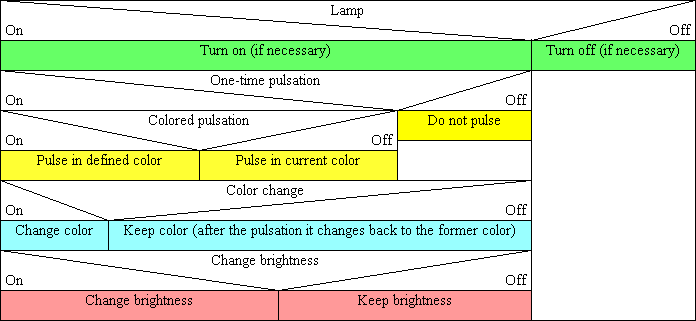 Lamp
On Off
Turn on (if necessary) Turn off (if necessary)
One-time pulsation
On Off
Colored pulsation Do not pulse
On Off
Pulse in defined color Pulse in current color
Color change
On Off
Change color Keep color (after the pulsation it changes back to the former color)
Change brightness
On Off
Change brightness Keep brightness